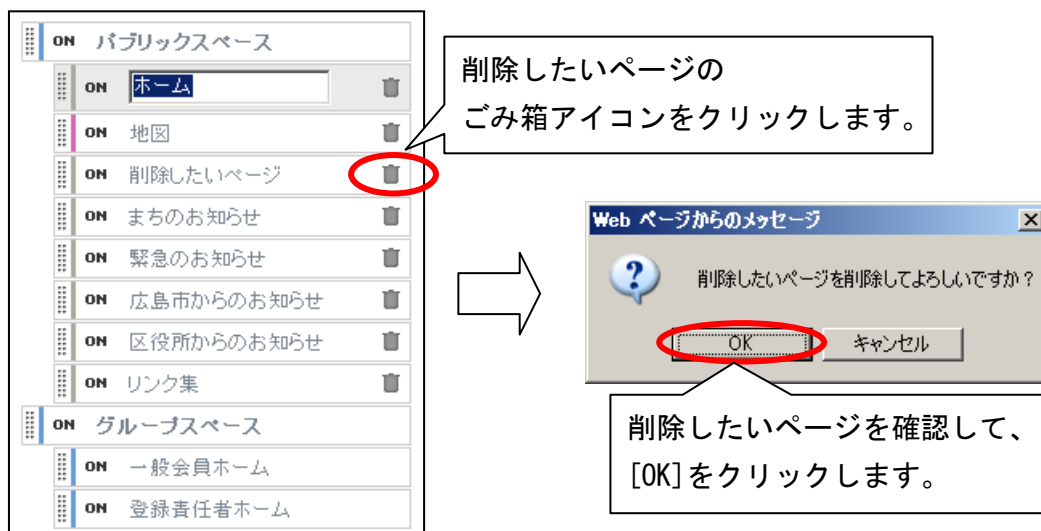 ON パブリックスペース
ON ホーム
ON 地図
ON 削除したいページ
ON まちのお知らせ
ON 緊急のお知らせ
ON 広島市からのお知らせ
ON 区役所からのお知らせ
ON リンク集
ON グループスペース
ON 一般会員ホーム
ON 登録責任者ホーム
削除したいページの
ごみ箱アイコンをクリックします。
Web ページからのメッセージ
削除したいページを削除してよろしいですか？
OK キャンセル
削除したいページを確認して、
[OK]をクリックします。